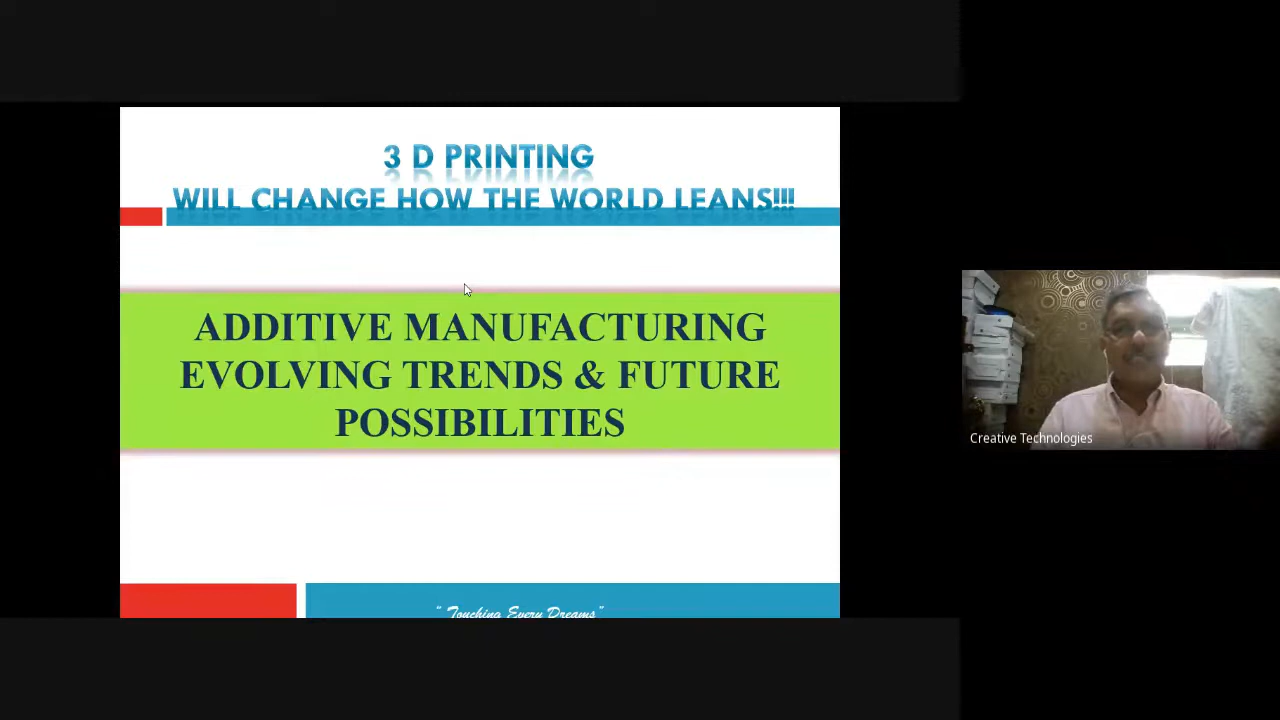 3 D PRINTING
WILL CHANGE HOW THE WORLD LEANS!!!
ADDITIVE MANUFACTURING
EVOLVING TRENDS & FUTURE
POSSIBILITIES
" Touching Every Dreams"
Creative Technologies